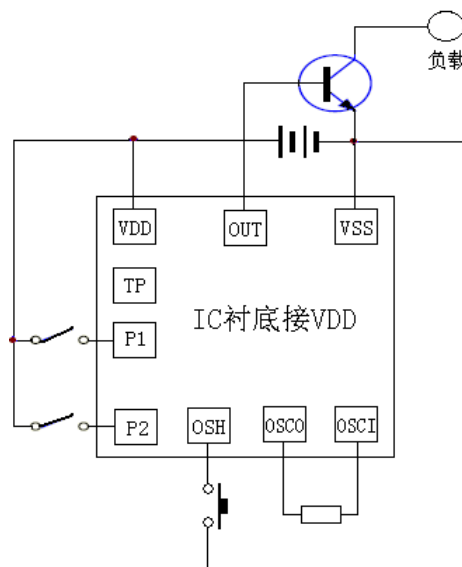 负载
VDD
OUT
VSS
TP
IC衬底接VDD
P1
P2
OSH
OSCO
OSCI